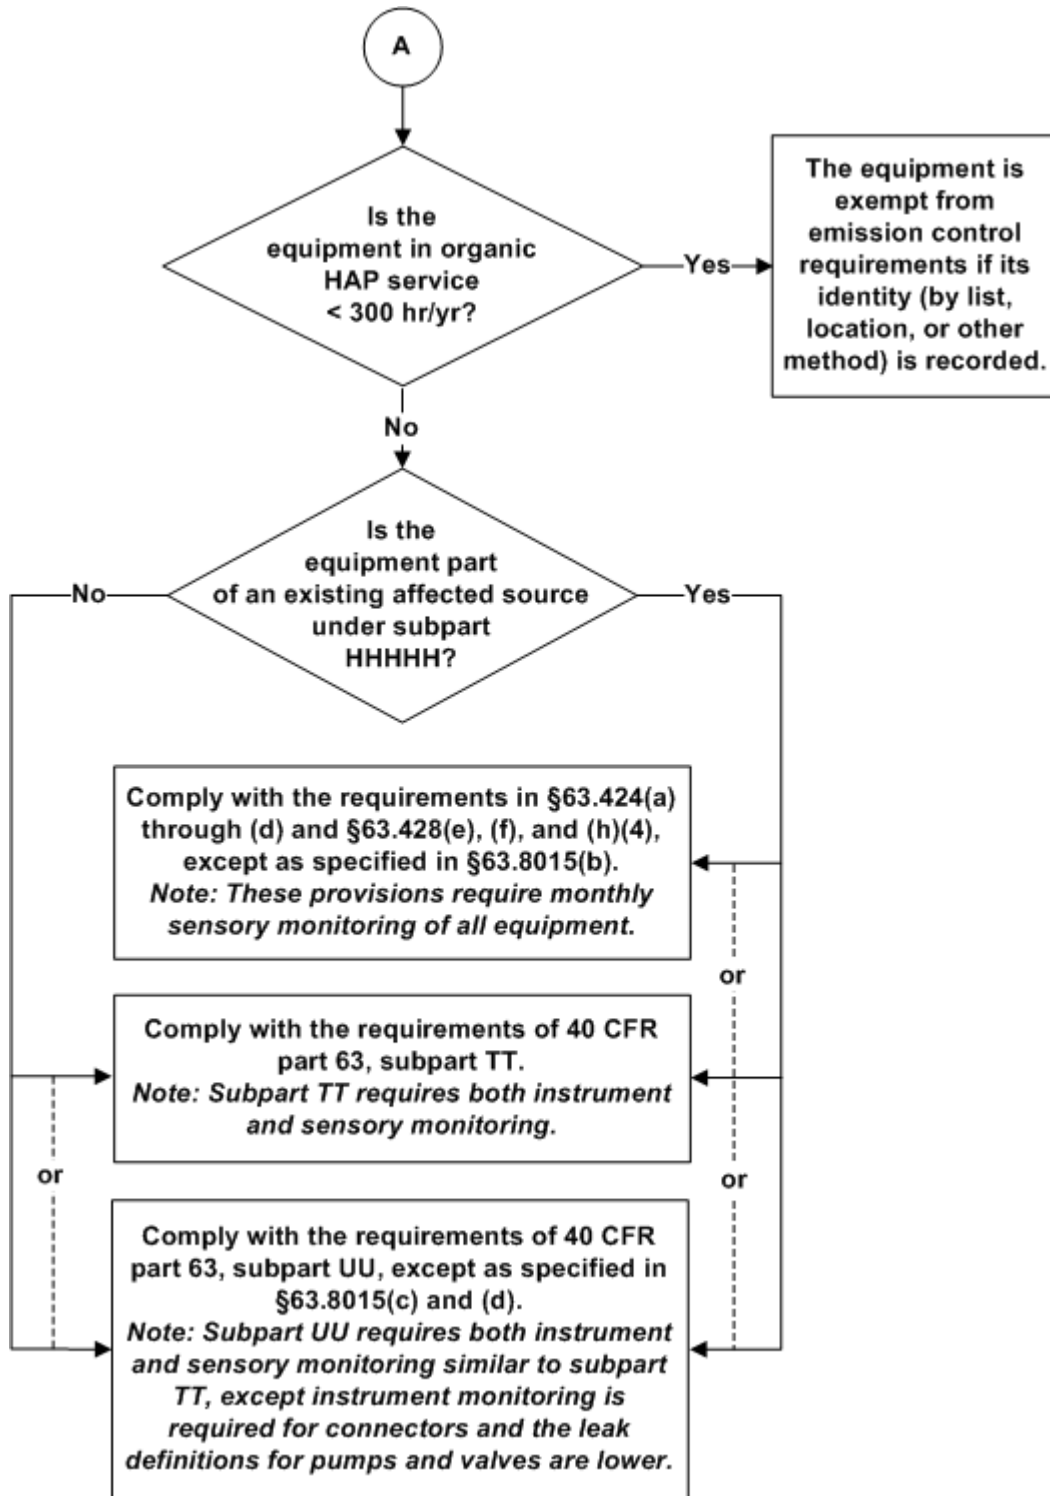 A
Is the
equipment in organic
HAP service
< 300 hr/yr?
Yes
The equipment is
exempt from
emission control
requirements if its
identity (by list,
location, or other
method) is recorded.
No
Is the
equipment part
of an existing affected source
under subpart
HHHHH?
No
Yes
Comply with the requirements in §63.424(a)
through (d) and §63.428(e), (f), and (h)(4),
except as specified in §63.8015(b).
Note: These provisions require monthly
sensory monitoring of all equipment.
or
Comply with the requirements of 40 CFR
part 63, subpart TT.
Note: Subpart TT requires both instrument
and sensory monitoring.
or
or
Comply with the requirements of 40 CFR
part 63, subpart UU, except as specified in
§63.8015(c) and (d).
Note: Subpart UU requires both instrument
and sensory monitoring similar to subpart
TT, except instrument monitoring is
required for connectors and the leak
definitions for pumps and valves are lower.